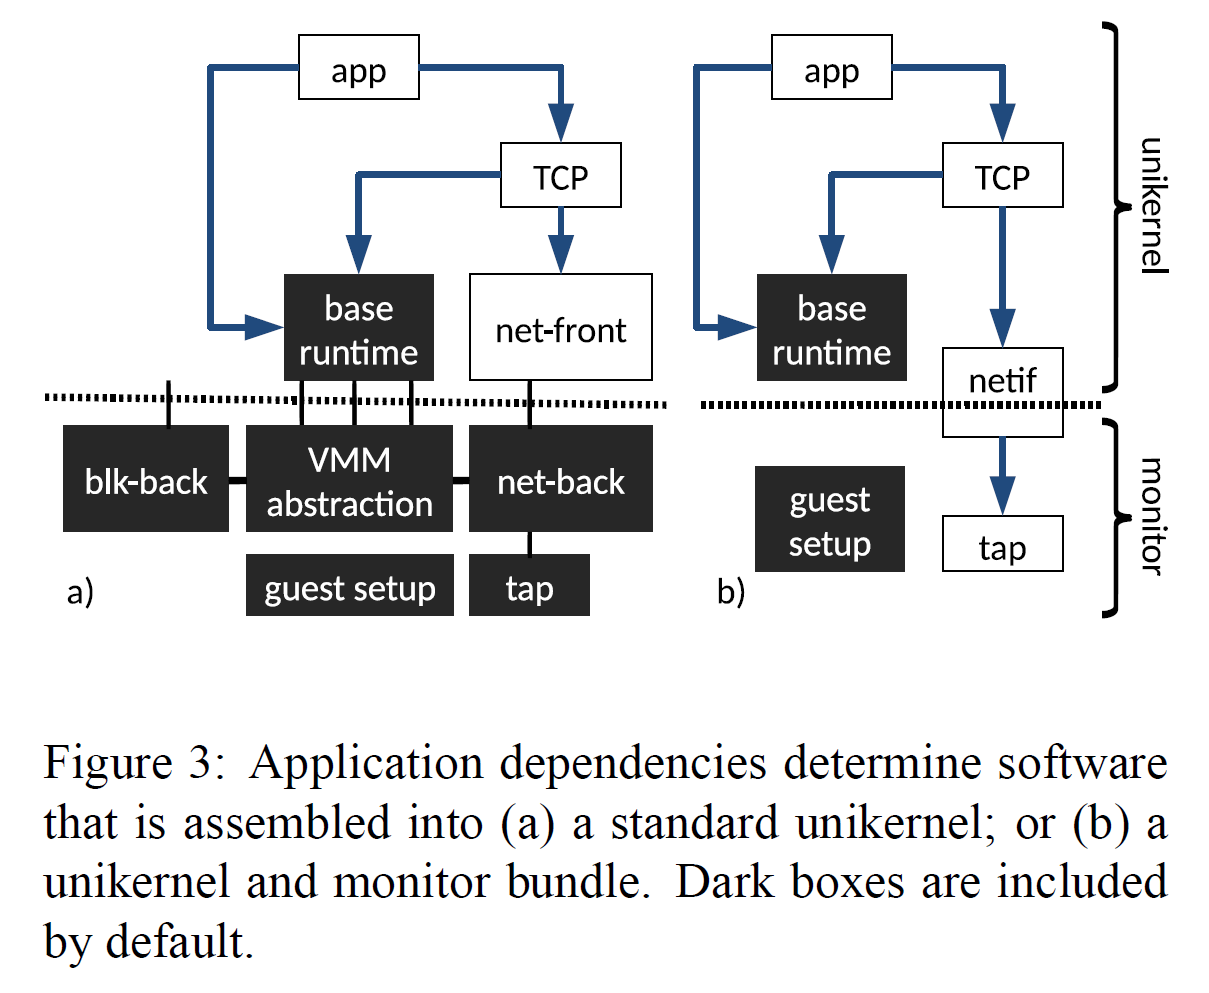 app
TCP
base
runtime
net-front
blk-back
VMM
abstraction
net-back
guest setup
tap
a)
app
TCP
base
runtime
netif
guest
setup
tap
b)
unikernel
monitor
Figure 3: Application dependencies determine software
that is assembled into (a) a standard unikernel; or (b) a
unikernel and monitor bundle. Dark boxes are included
by default.